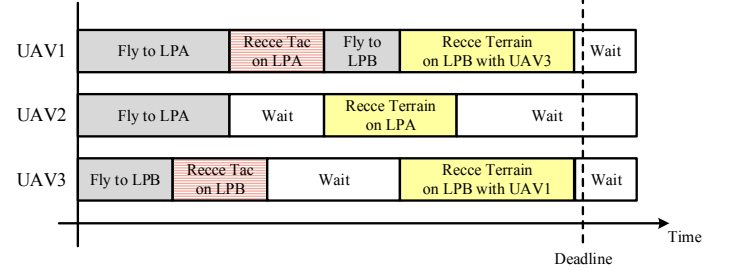 UAV1
Fly to LPA
Recce Tac
on LPA
Fly to
LPB
Recce Terrain
on LPB with UAV3
Wait
UAV2
Fly to LPA
Wait
Recce Terrain
on LPA
Wait
UAV3
Fly to LPB
Recce Tac
on LPB
Wait
Recce Terrain
on LPB with UAV1
Wait
Time
Deadline